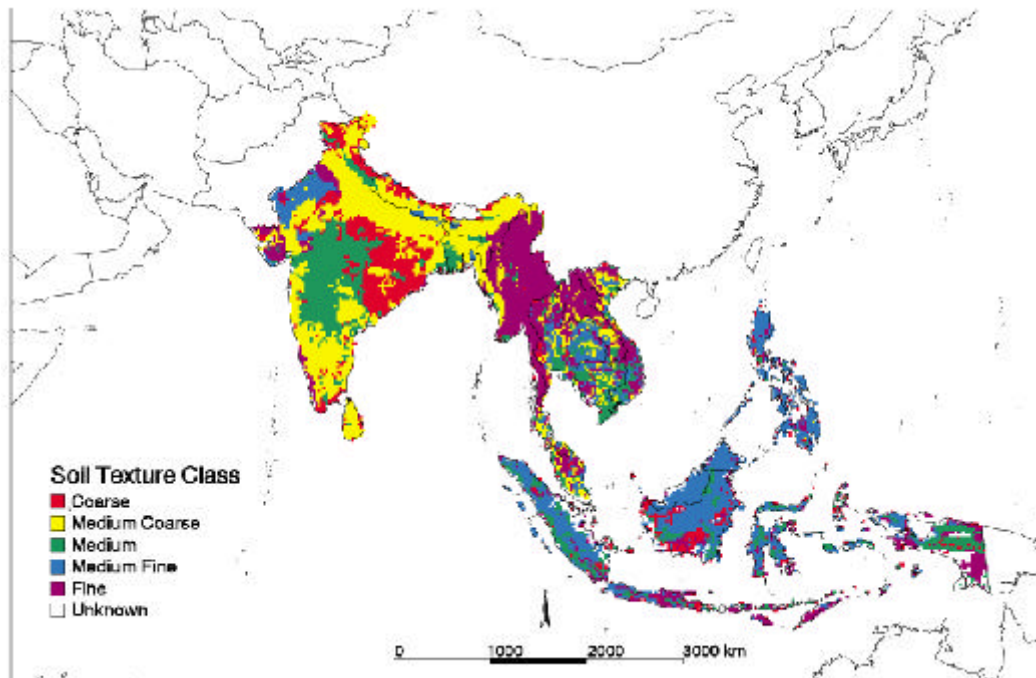 Soil Texture Class
Coarse
Medium Coarse
Medium
Medium Fine
Fine
Unknown
0 1000 2000 3000 km